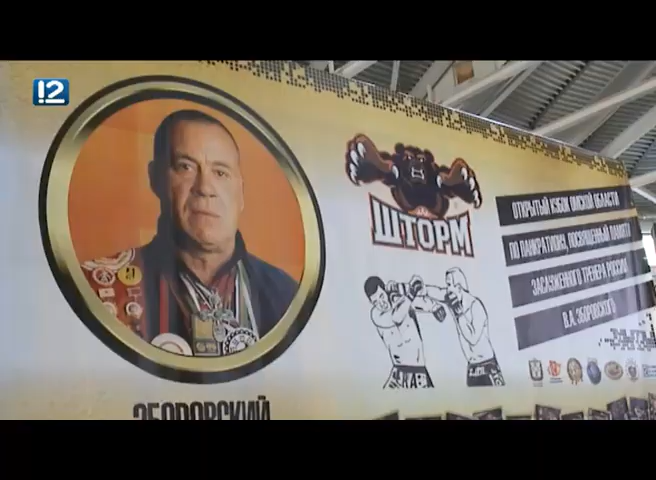 12
ШТОРМ
ОТКРЫТЫЙ КУБОК ОМСКОЙ ОБЛАСТИ
ПО ПАНКРАТИОНУ, ПОСВЯЩЕННЫЙ ПАМЯТИ
ЗАСЛУЖЕННОГО ТРЕНЕРА РОССИИ
В.А. ЗБОРОВСКОГО
ЗБОРОВСКИЙ